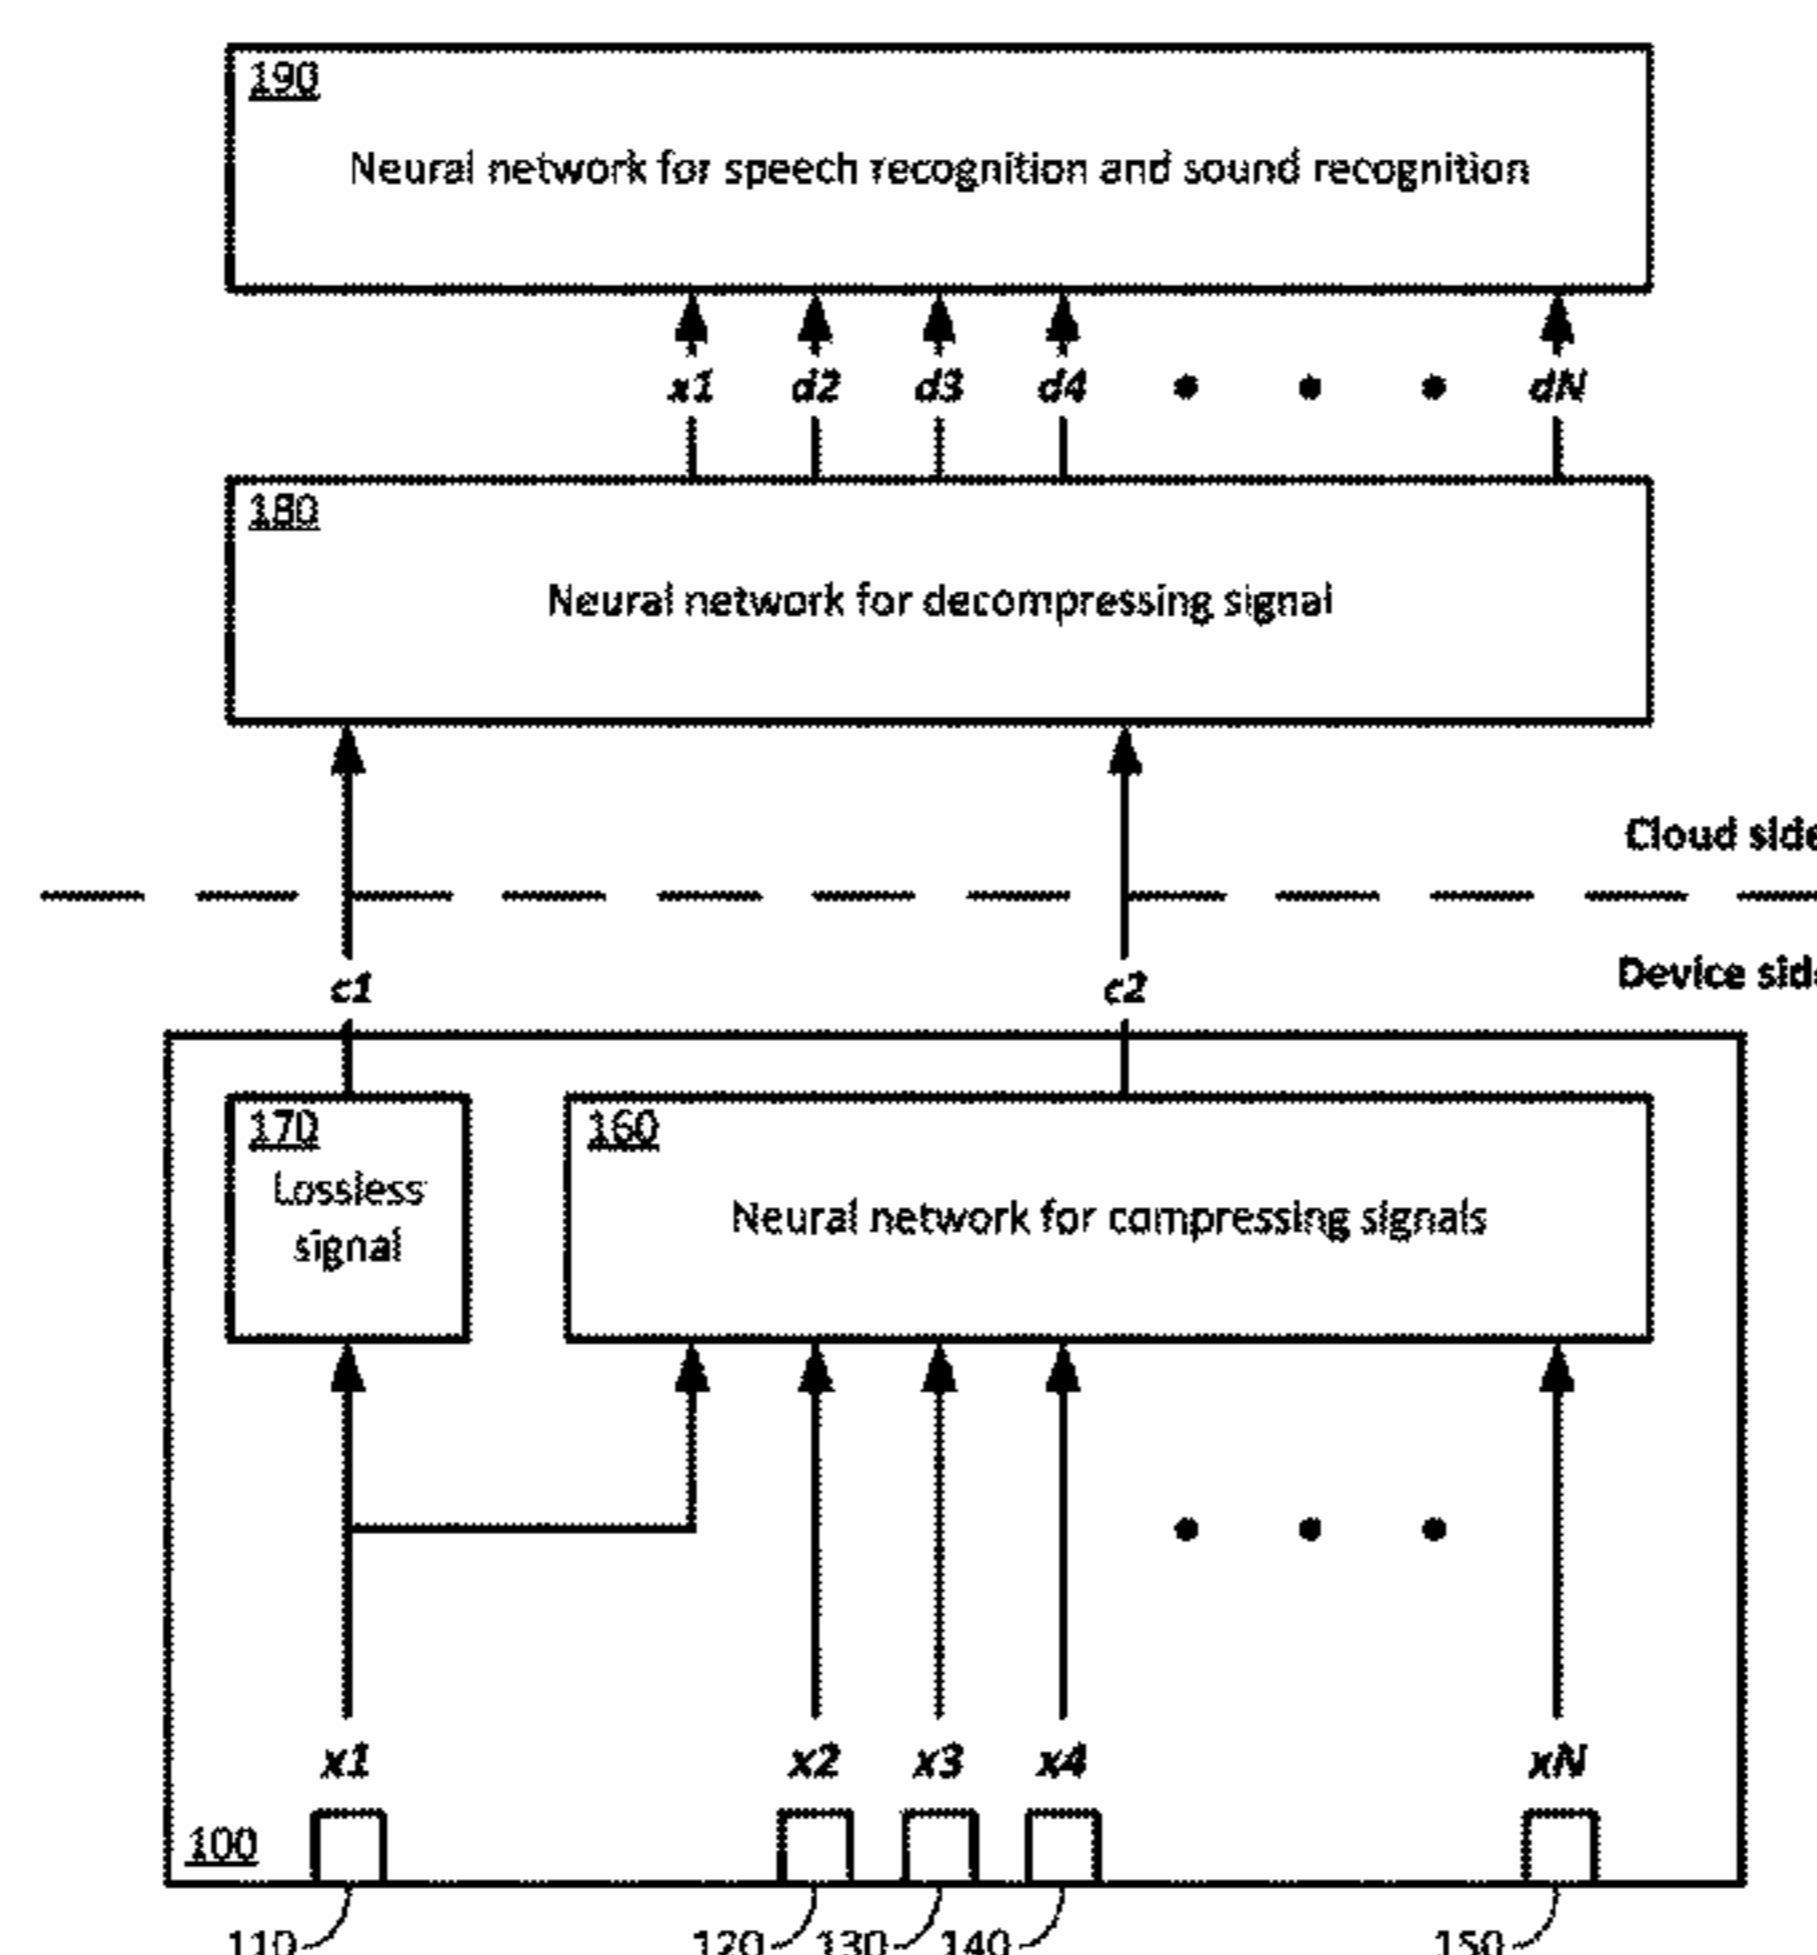 190
Neural network for speech recognition and sound recognition
x1 d2 d3 d4 dN
180
Neural network for decompressing signal
Cloud side
Device side
c1 c2
170
Lossless
signal
160
Neural network for compressing signals
x1 x2 x3 x4 xN
100
110 120 130 140 150